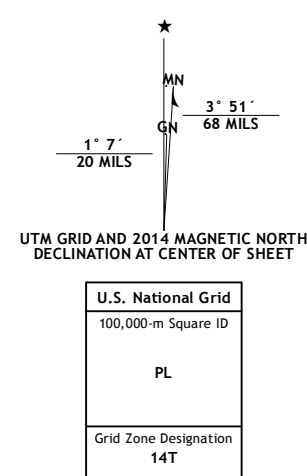 ★
MN
3° 51´
68 MILS
GN
1° 7´
20 MILS
UTM GRID AND 2014 MAGNETIC NORTH
DECLINATION AT CENTER OF SHEET
U.S. National Grid
100,000-m Square ID
PL
Grid Zone Designation
14T